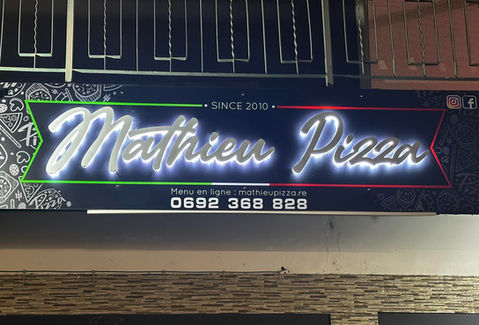 • SINCE 2010 •
Mathieu Pizza
Menu en ligne : mathieupizza.re
0692 368 828